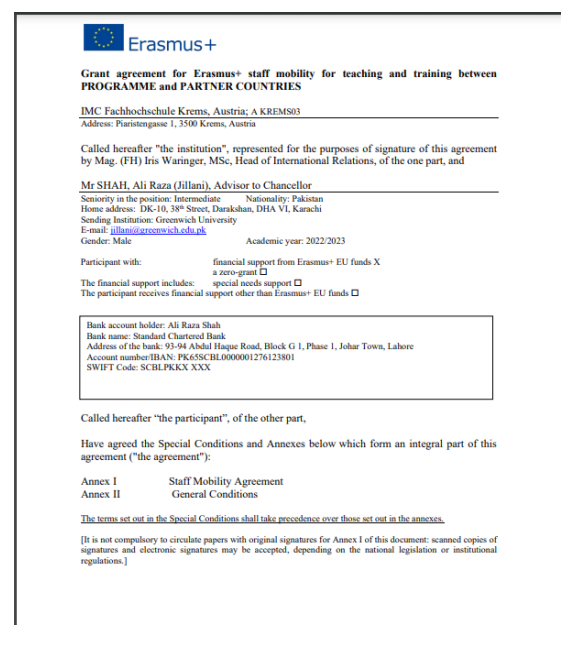 Erasmus+
Grant agreement for Erasmus+ staff mobility for teaching and training between
PROGRAMME and PARTNER COUNTRIES
IMC Fachhochschule Krems, Austria; A KREMS03
Address: Piaristengasse 1, 3500 Krems, Austria
Called hereafter "the institution", represented for the purposes of signature of this agreement
by Mag. (FH) Iris Waringer, MSc, Head of International Relations, of the one part, and
Mr SHAH, Ali Raza (Jillani), Advisor to Chancellor
Seniority in the position: Intermediate Nationality: Pakistan
Home address: DK-10, 38th Street, Darakshan, DHA VI, Karachi
Sending Institution: Greenwich University
E-mail: jillani@greenwich.edu.pk
Gender: Male Academic year: 2022/2023
Participant with: financial support from Erasmus+ EU funds X
a zero-grant ☐
The financial support includes: special needs support ☐
The participant receives financial support other than Erasmus+ EU funds ☐
Bank account holder: Ali Raza Shah
Bank name: Standard Chartered Bank
Address of the bank: 93-94 Abdul Haque Road, Block G 1, Phase 1, Johar Town, Lahore
Account number/IBAN: PK65SCBL0000001276123801
SWIFT Code: SCBLPKKX XXX
Called hereafter “the participant”, of the other part,
Have agreed the Special Conditions and Annexes below which form an integral part of this
agreement ("the agreement"):
Annex I Staff Mobility Agreement
Annex II General Conditions
The terms set out in the Special Conditions shall take precedence over those set out in the annexes.
[It is not compulsory to circulate papers with original signatures for Annex I of this document: scanned copies of
signatures and electronic signatures may be accepted, depending on the national legislation or institutional
regulations.]